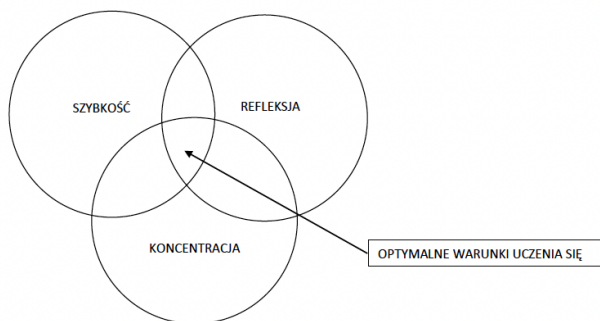 SZYBKOŚĆ
REFLEKSJA
KONCENTRACJA
OPTYMALNE WARUNKI UCZENIA SIĘ